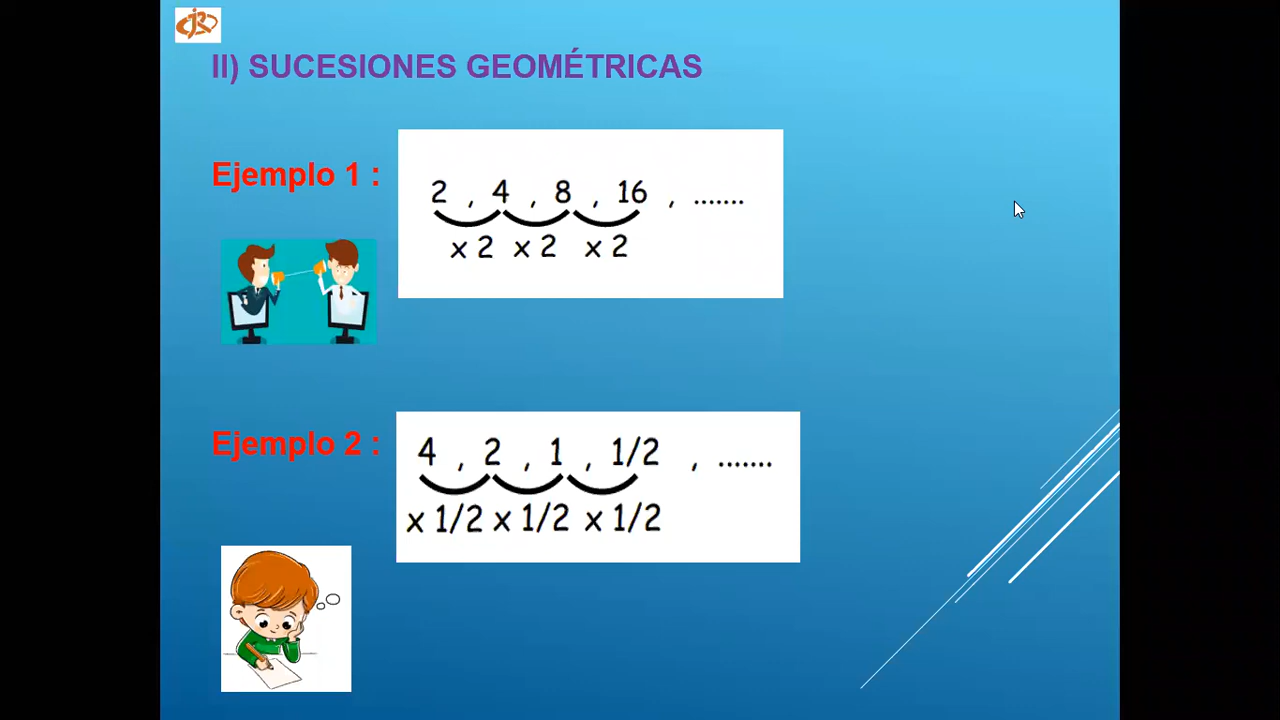 II) SUCESIONES GEOMÉTRICAS
Ejemplo 1 :
2 , 4 , 8 , 16 , .......
x 2 x 2 x 2
Ejemplo 2 :
4 , 2 , 1 , 1/2 , .......
x 1/2 x 1/2 x 1/2